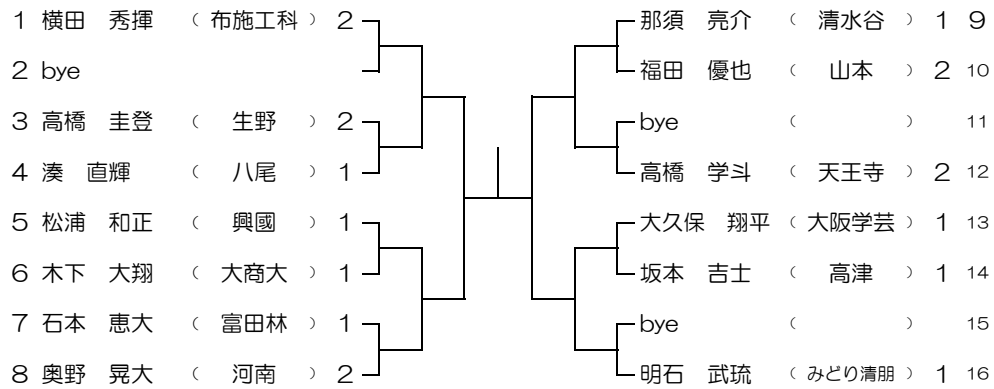 1 横田 秀揮 ( 布施工科 ) 2
2 bye
3 高橋 圭登 ( 生野 ) 2
4 湊 直輝 ( 八尾 ) 1
5 松浦 和正 ( 興國 ) 1
6 木下 大翔 ( 大商大 ) 1
7 石本 恵大 ( 富田林 ) 1
8 奥野 晃大 ( 河南 ) 2
那須 亮介 ( 清水谷 ) 1 9
福田 優也 ( 山本 ) 2 10
bye ( ) 11
高橋 学斗 ( 天王寺 ) 2 12
大久保 翔平 ( 大阪学芸 ) 1 13
坂本 吉士 ( 高津 ) 1 14
bye ( ) 15
明石 武琉 ( みどり清朋 ) 1 16